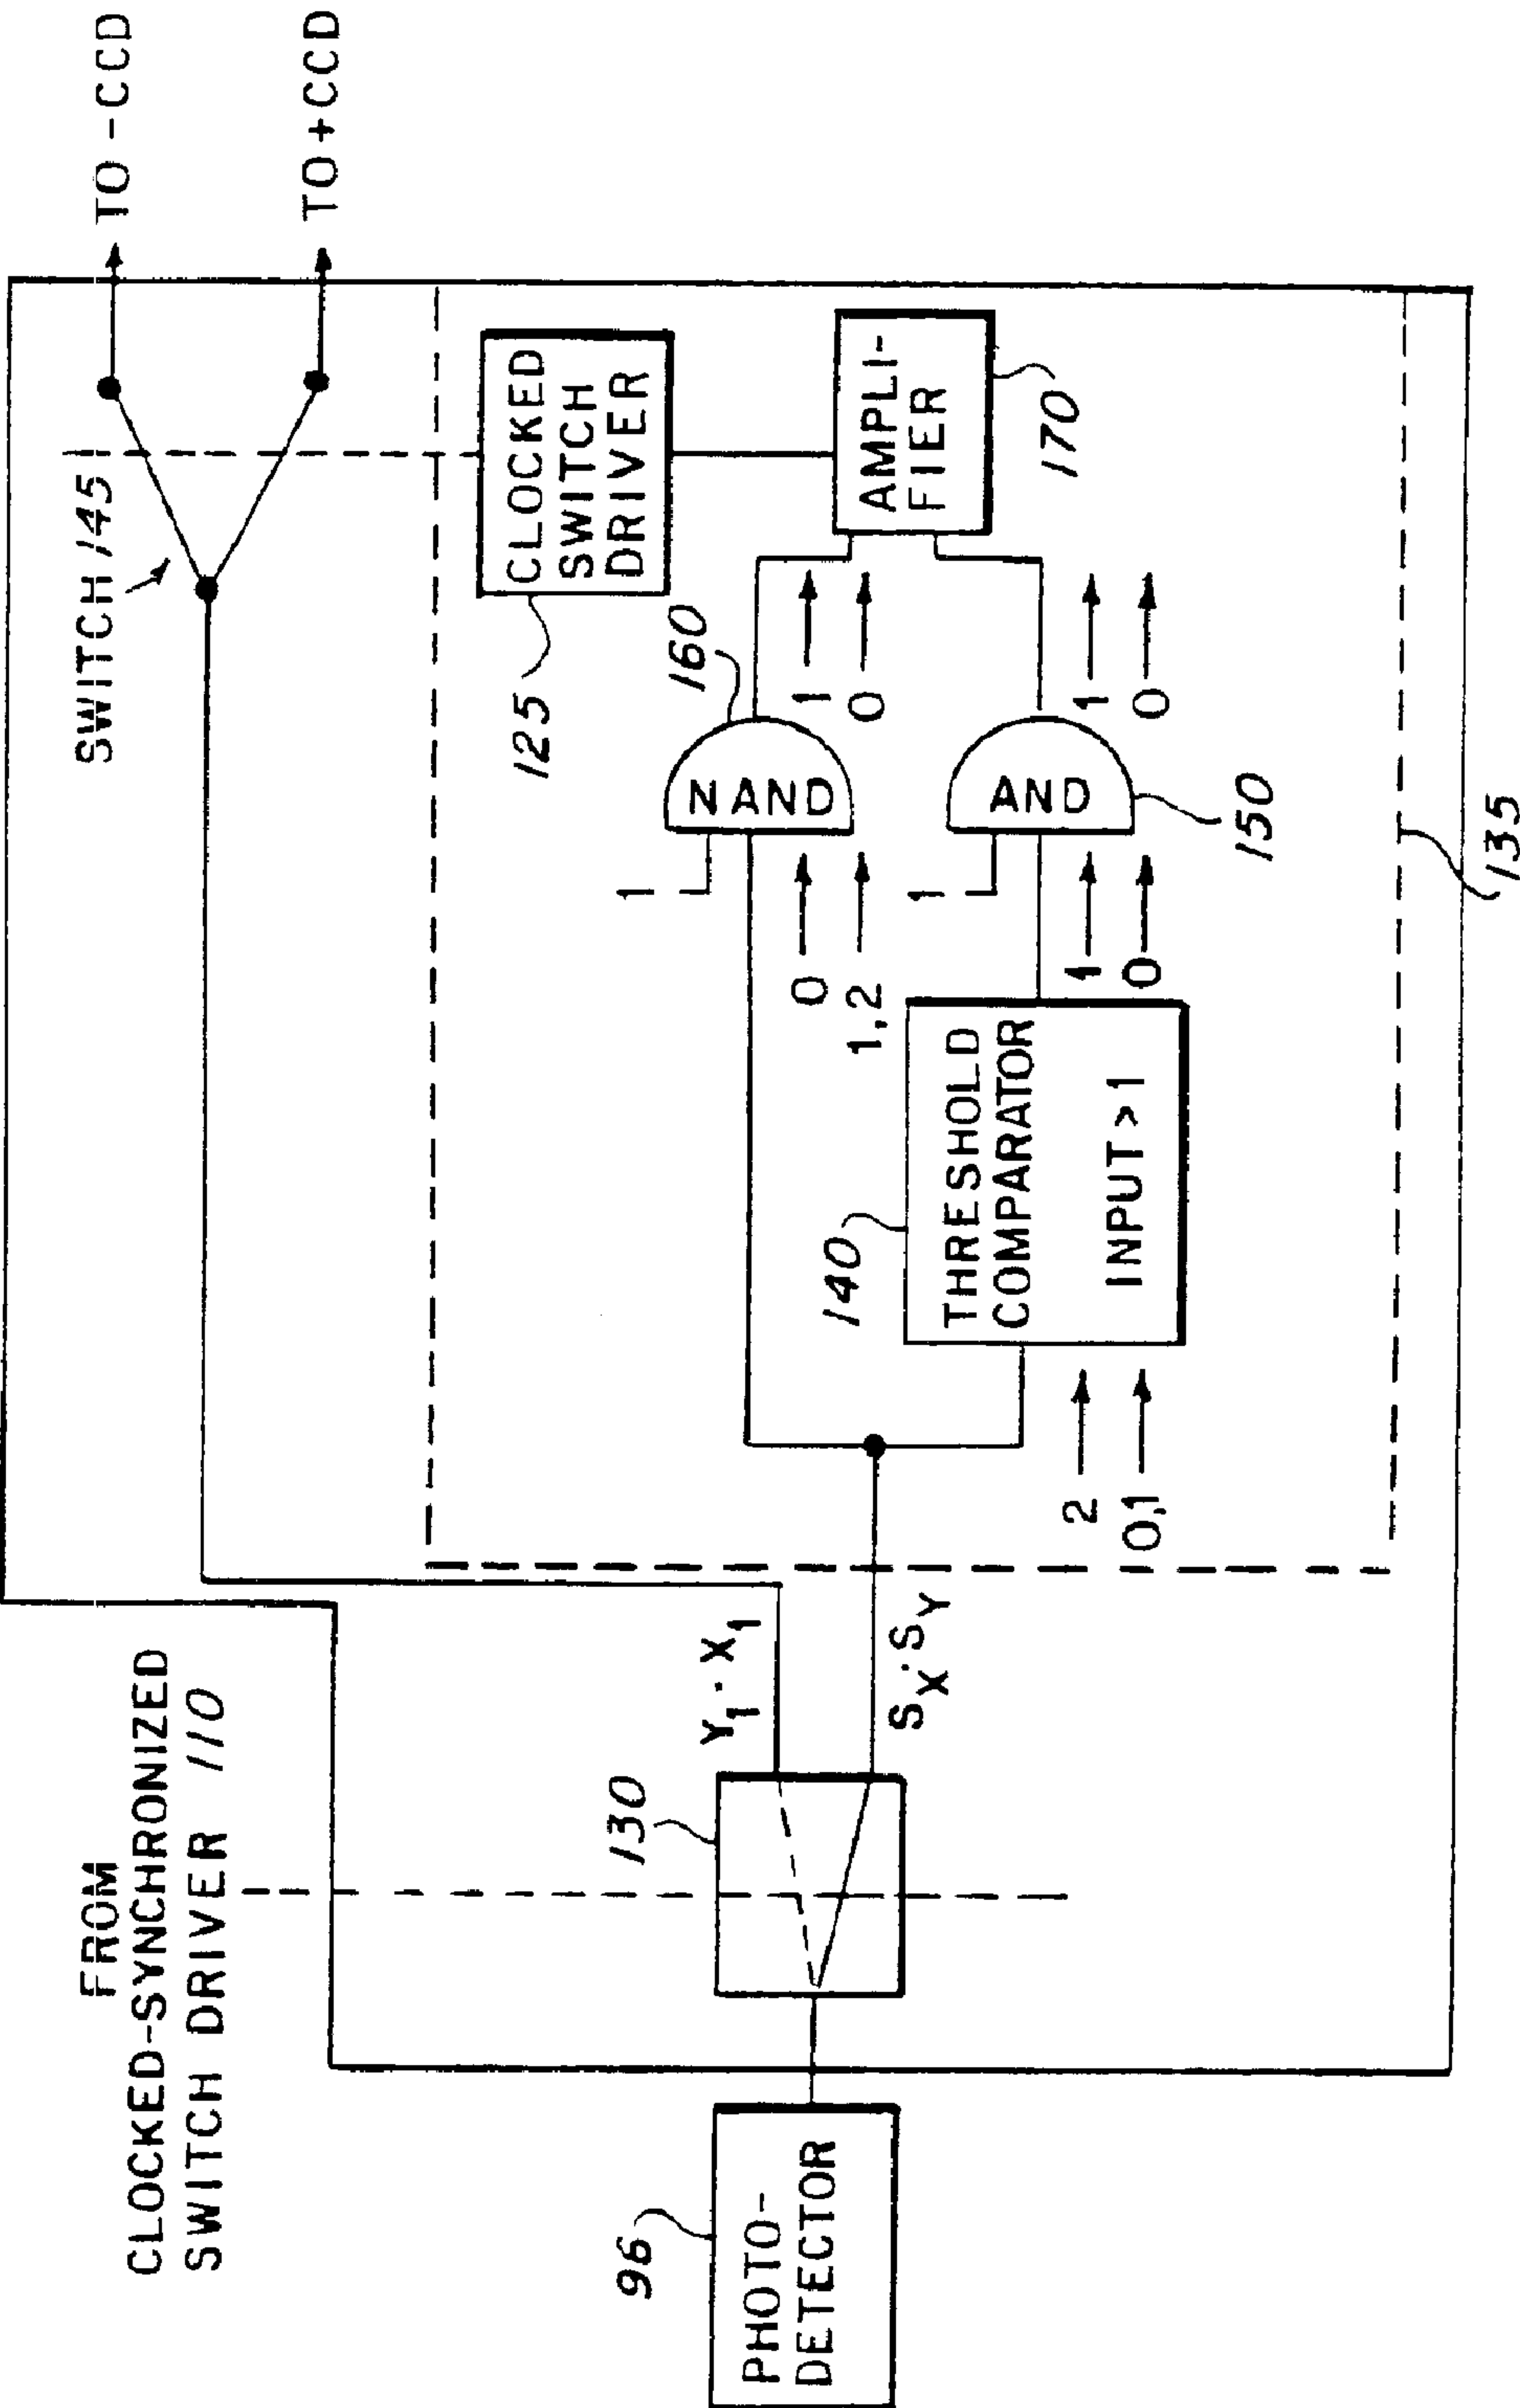 FROM
CLOCKED-SYNCHRONIZED
SWITCH DRIVER 110
SWITCH 145
TO -CCD
TO +CCD
96
PHOTO-
DETECTOR
130
Y1 · X1
SX·SY
2
0,1
140
THRESHOLD
COMPARATOR
INPUT > 1
1
0
1
0
1,2
1
NAND
160
1
0
AND
150
1
0
125
CLOCKED
SWITCH
DRIVER
AMPLI-
FIER
170
135